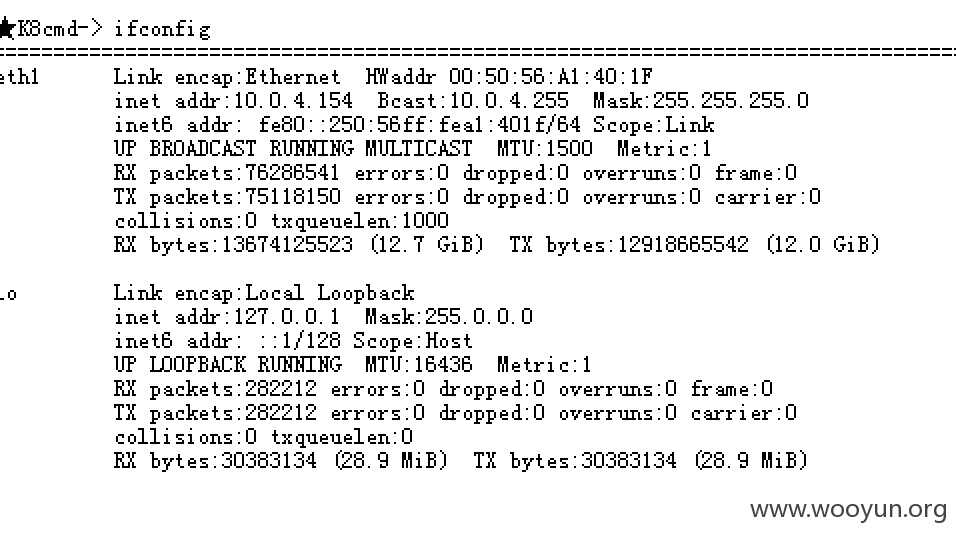 ★K8cmd-> ifconfig
================================================================================
eth1      Link encap:Ethernet  HWaddr 00:50:56:A1:40:1F
inet addr:10.0.4.154  Bcast:10.0.4.255  Mask:255.255.255.0
inet6 addr: fe80::250:56ff:fea1:401f/64 Scope:Link
UP BROADCAST RUNNING MULTICAST  MTU:1500  Metric:1
RX packets:76286541 errors:0 dropped:0 overruns:0 frame:0
TX packets:75118150 errors:0 dropped:0 overruns:0 carrier:0
collisions:0 txqueuelen:1000
RX bytes:13674125523 (12.7 GiB)  TX bytes:12918665542 (12.0 GiB)
lo        Link encap:Local Loopback
inet addr:127.0.0.1  Mask:255.0.0.0
inet6 addr: ::1/128 Scope:Host
UP LOOPBACK RUNNING  MTU:16436  Metric:1
RX packets:282212 errors:0 dropped:0 overruns:0 frame:0
TX packets:282212 errors:0 dropped:0 overruns:0 carrier:0
collisions:0 txqueuelen:0
RX bytes:30383134 (28.9 MiB)  TX bytes:30383134 (28.9 MiB)
www.wooyun.org